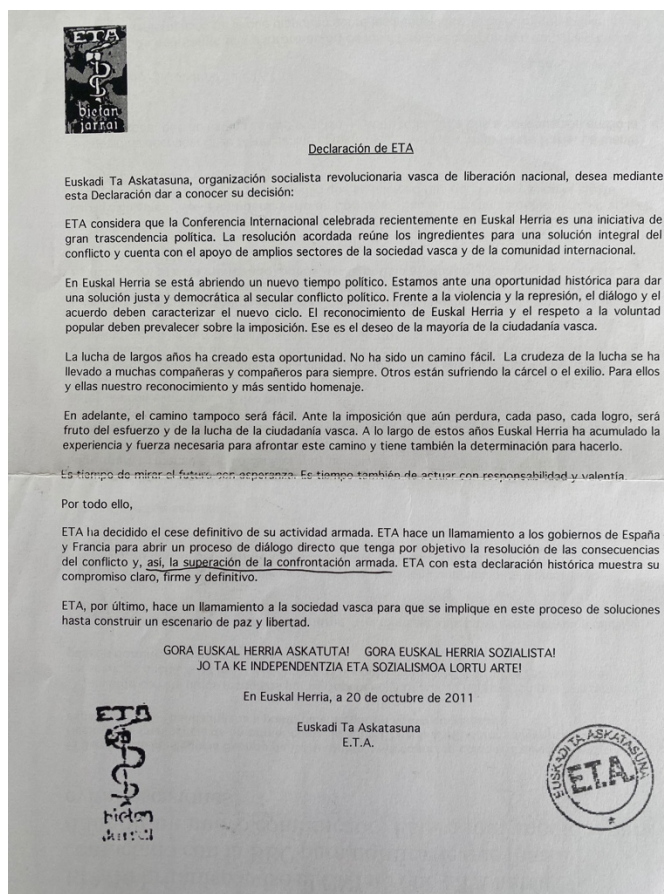 ETA
bietan
jarrai
Declaración de ETA
Euskadi Ta Askatasuna, organización socialista revolucionaria vasca de liberación nacional, desea mediante
esta Declaración dar a conocer su decisión:
ETA considera que la Conferencia Internacional celebrada recientemente en Euskal Herria es una iniciativa de
gran trascendencia política. La resolución acordada reúne los ingredientes para una solución integral del
conflicto y cuenta con el apoyo de amplios sectores de la sociedad vasca y de la comunidad internacional.
En Euskal Herria se está abriendo un nuevo tiempo político. Estamos ante una oportunidad histórica para dar
una solución justa y democrática al secular conflicto político. Frente a la violencia y la represión, el diálogo y el
acuerdo deben caracterizar el nuevo ciclo. El reconocimiento de Euskal Herria y el respeto a la voluntad
popular deben prevalecer sobre la imposición. Ese es el deseo de la mayoría de la ciudadanía vasca.
La lucha de largos años ha creado esta oportunidad. No ha sido un camino fácil. La crudeza de la lucha se ha
llevado a muchas compañeras y compañeros para siempre. Otros están sufriendo la cárcel o el exilio. Para ellos
y ellas nuestro reconocimiento y más sentido homenaje.
En adelante, el camino tampoco será fácil. Ante la imposición que aún perdura, cada paso, cada logro, será
fruto del esfuerzo y de la lucha de la ciudadanía vasca. A lo largo de estos años Euskal Herria ha acumulado la
experiencia y fuerza necesaria para afrontar este camino y tiene también la determinación para hacerlo.
Es tiempo de mirar al futuro con esperanza. Es tiempo también de actuar con responsabilidad y valentía.
Por todo ello,
ETA ha decidido el cese definitivo de su actividad armada. ETA hace un llamamiento a los gobiernos de España
y Francia para abrir un proceso de diálogo directo que tenga por objetivo la resolución de las consecuencias
del conflicto y, así, la superación de la confrontación armada. ETA con esta declaración histórica muestra su
compromiso claro, firme y definitivo.
ETA, por último, hace un llamamiento a la sociedad vasca para que se implique en este proceso de soluciones
hasta construir un escenario de paz y libertad.
GORA EUSKAL HERRIA ASKATUTA! GORA EUSKAL HERRIA SOZIALISTA!
JO TA KE INDEPENDENTZIA ETA SOZIALISMOA LORTU ARTE!
En Euskal Herria, a 20 de octubre de 2011
Euskadi Ta Askatasuna
E.T.A.
ETA
bietan
jarrai
EUSKADI TA ASKATASUNA
E.T.A.